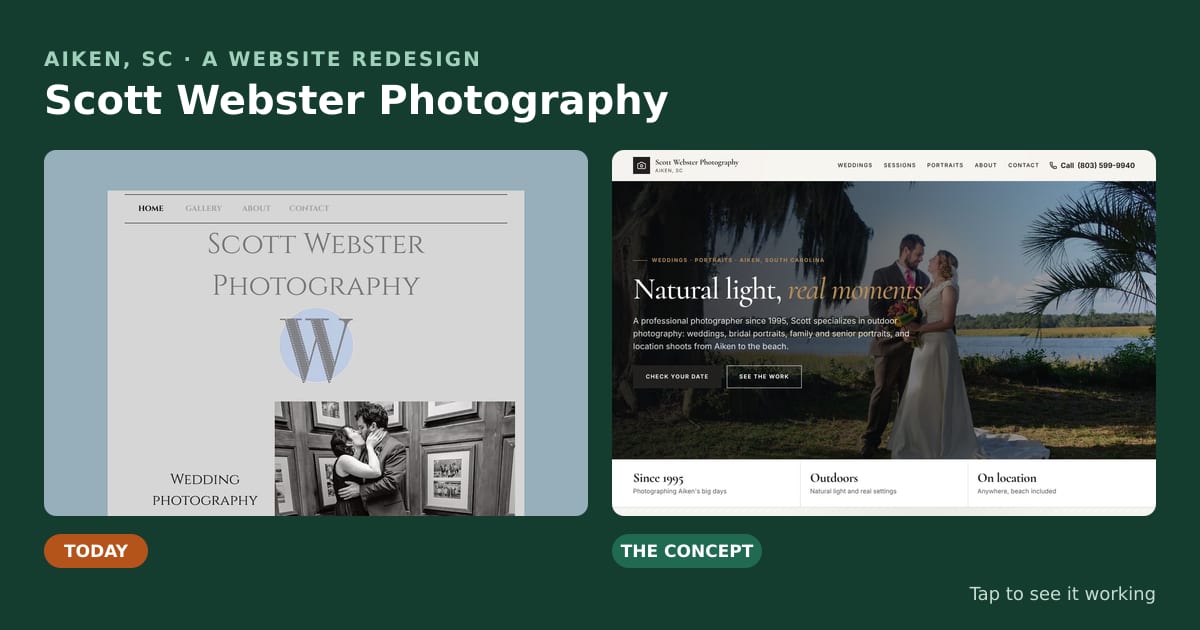 AIKEN, SC · A WEBSITE REDESIGN
Scott Webster Photography
HOME GALLERY ABOUT CONTACT
Scott Webster
Photography
W
Wedding
photography
TODAY
Scott Webster Photography
AIKEN, SC
WEDDINGS SESSIONS PORTRAITS ABOUT CONTACT Call (803) 599-9940
WEDDINGS · PORTRAITS · AIKEN, SOUTH CAROLINA
Natural light, real moments
A professional photographer since 1995, Scott specializes in outdoor
photography: weddings, bridal portraits, family and senior portraits, and
location shoots from Aiken to the beach.
CHECK YOUR DATE SEE THE WORK
Since 1995
Photographing Aiken's big days
Outdoors
Natural light and real settings
On location
Anywhere, beach included
THE CONCEPT
Tap to see it working